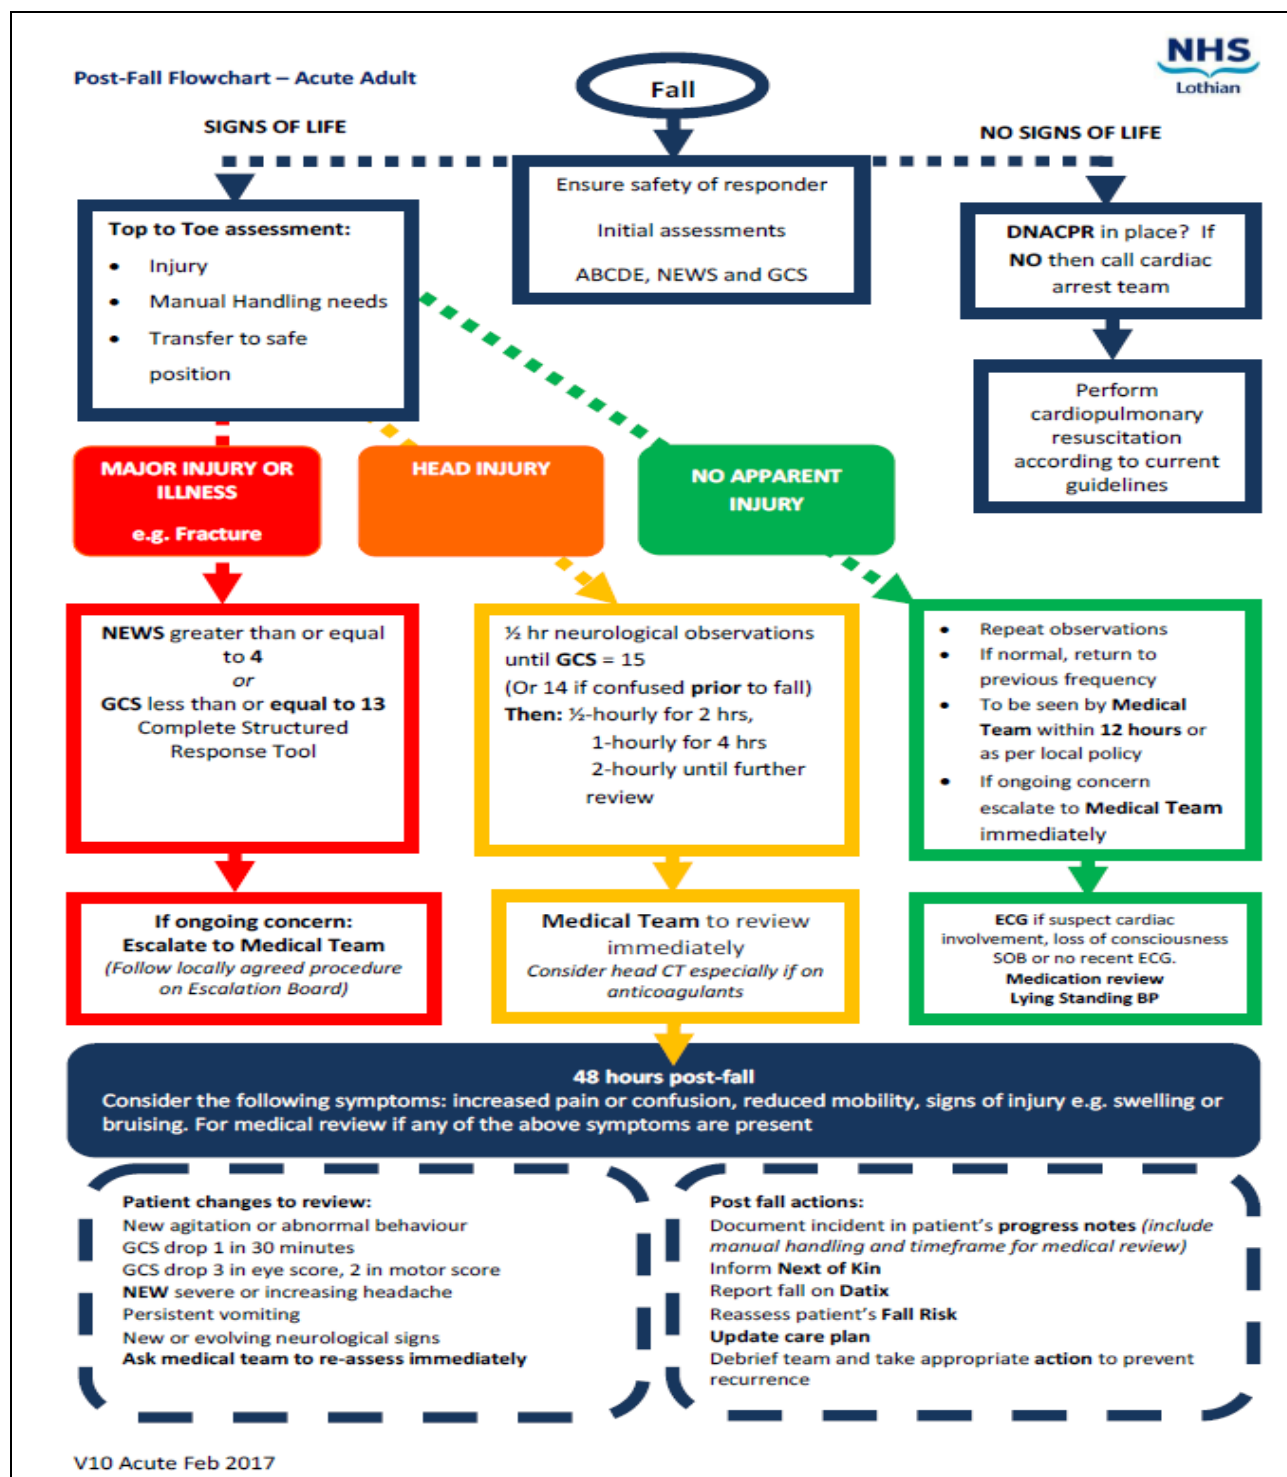 Post-Fall Flowchart – Acute Adult
NHS
Lothian
Fall
SIGNS OF LIFE
NO SIGNS OF LIFE
Ensure safety of responder
Initial assessments
ABCDE, NEWS and GCS
Top to Toe assessment:
• Injury
• Manual Handling needs
• Transfer to safe
position
DNACPR in place? If
NO then call cardiac
arrest team
Perform
cardiopulmonary
resuscitation
according to current
guidelines
MAJOR INJURY OR
ILLNESS
e.g. Fracture
HEAD INJURY
NO APPARENT
INJURY
NEWS greater than or equal
to 4
or
GCS less than or equal to 13
Complete Structured
Response Tool
½ hr neurological observations
until GCS = 15
(Or 14 if confused prior to fall)
Then: ½-hourly for 2 hrs,
1-hourly for 4 hrs
2-hourly until further
review
• Repeat observations
• If normal, return to
previous frequency
• To be seen by Medical
Team within 12 hours or
as per local policy
• If ongoing concern
escalate to Medical Team
immediately
If ongoing concern:
Escalate to Medical Team
(Follow locally agreed procedure
on Escalation Board)
Medical Team to review
immediately
Consider head CT especially if on
anticoagulants
ECG if suspect cardiac
involvement, loss of consciousness
SOB or no recent ECG.
Medication review
Lying Standing BP
48 hours post-fall
Consider the following symptoms: increased pain or confusion, reduced mobility, signs of injury e.g. swelling or
bruising. For medical review if any of the above symptoms are present
Patient changes to review:
New agitation or abnormal behaviour
GCS drop 1 in 30 minutes
GCS drop 3 in eye score, 2 in motor score
NEW severe or increasing headache
Persistent vomiting
New or evolving neurological signs
Ask medical team to re-assess immediately
Post fall actions:
Document incident in patient's progress notes (include
manual handling and timeframe for medical review)
Inform Next of Kin
Report fall on Datix
Reassess patient's Fall Risk
Update care plan
Debrief team and take appropriate action to prevent
recurrence
V10 Acute Feb 2017